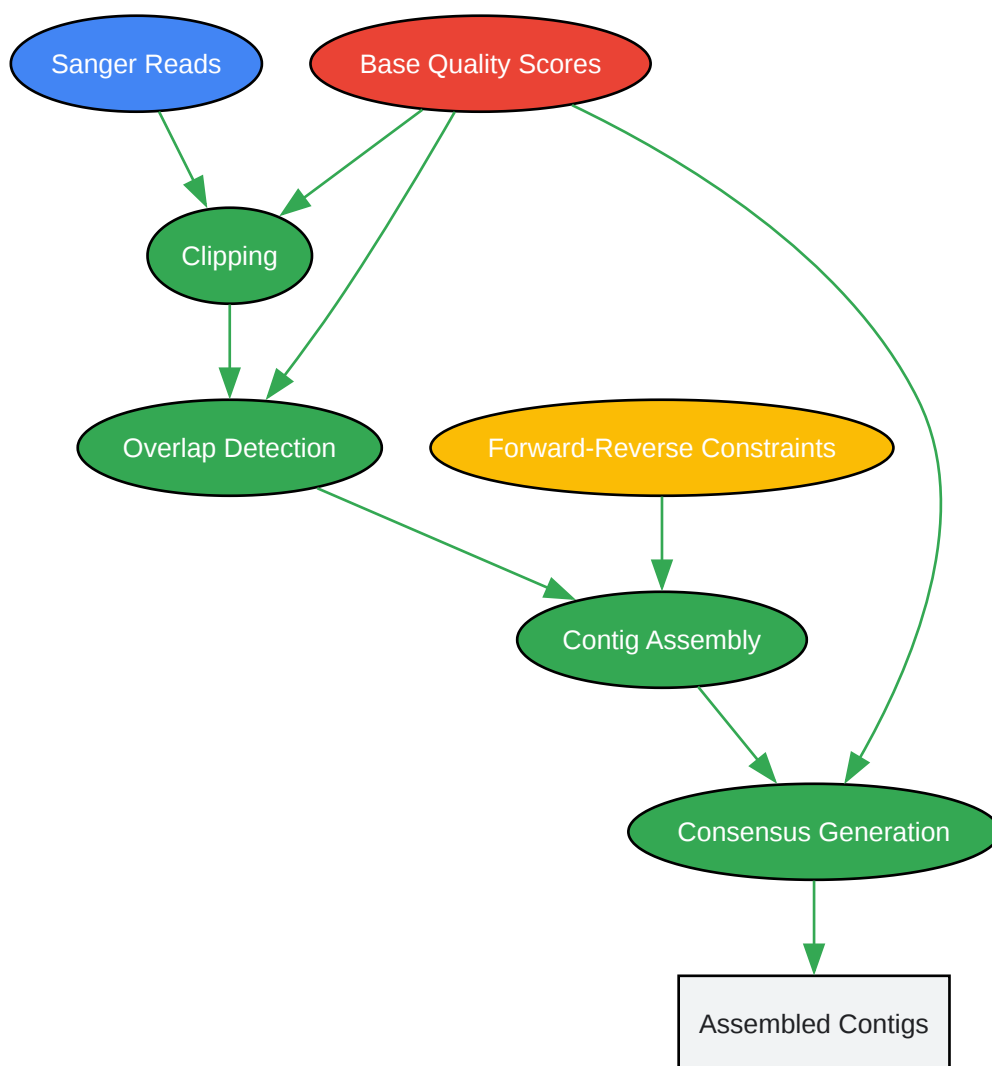 Sanger Reads
Base Quality Scores
Clipping
Overlap Detection
Forward-Reverse Constraints
Contig Assembly
Consensus Generation
Assembled Contigs